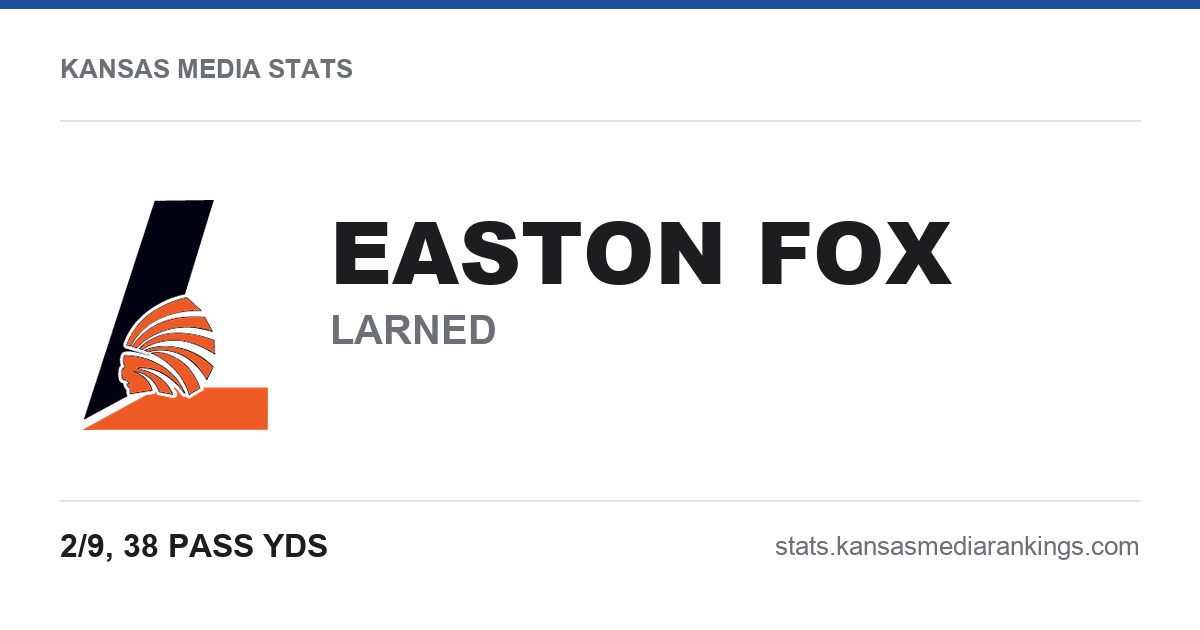 KANSAS MEDIA STATS
EASTON FOX
LARNED
2/9, 38 PASS YDS
stats.kansasmediarankings.com